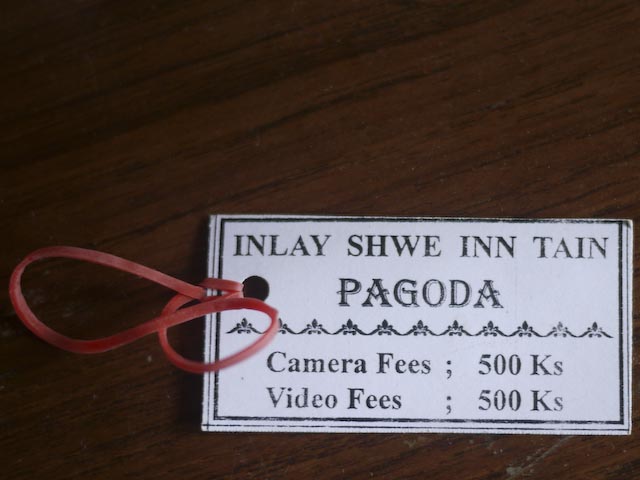 INLAY SHWE INN TAIN
PAGODA
Camera Fees ; 500 Ks
Video Fees ; 500 Ks